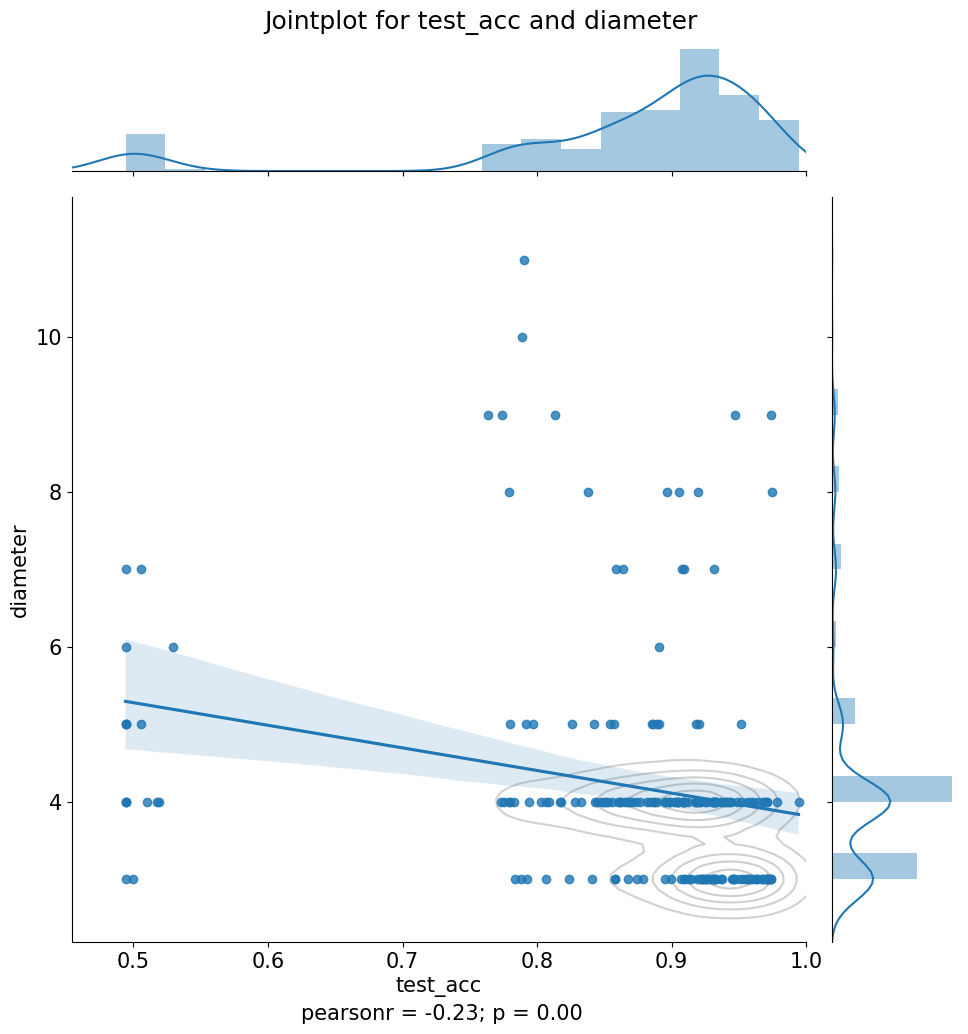 Jointplot for test_acc and diameter
10
8
6
4
diameter
0.5 0.6 0.7 0.8 0.9 1.0
test_acc
pearsonr = -0.23; p = 0.00